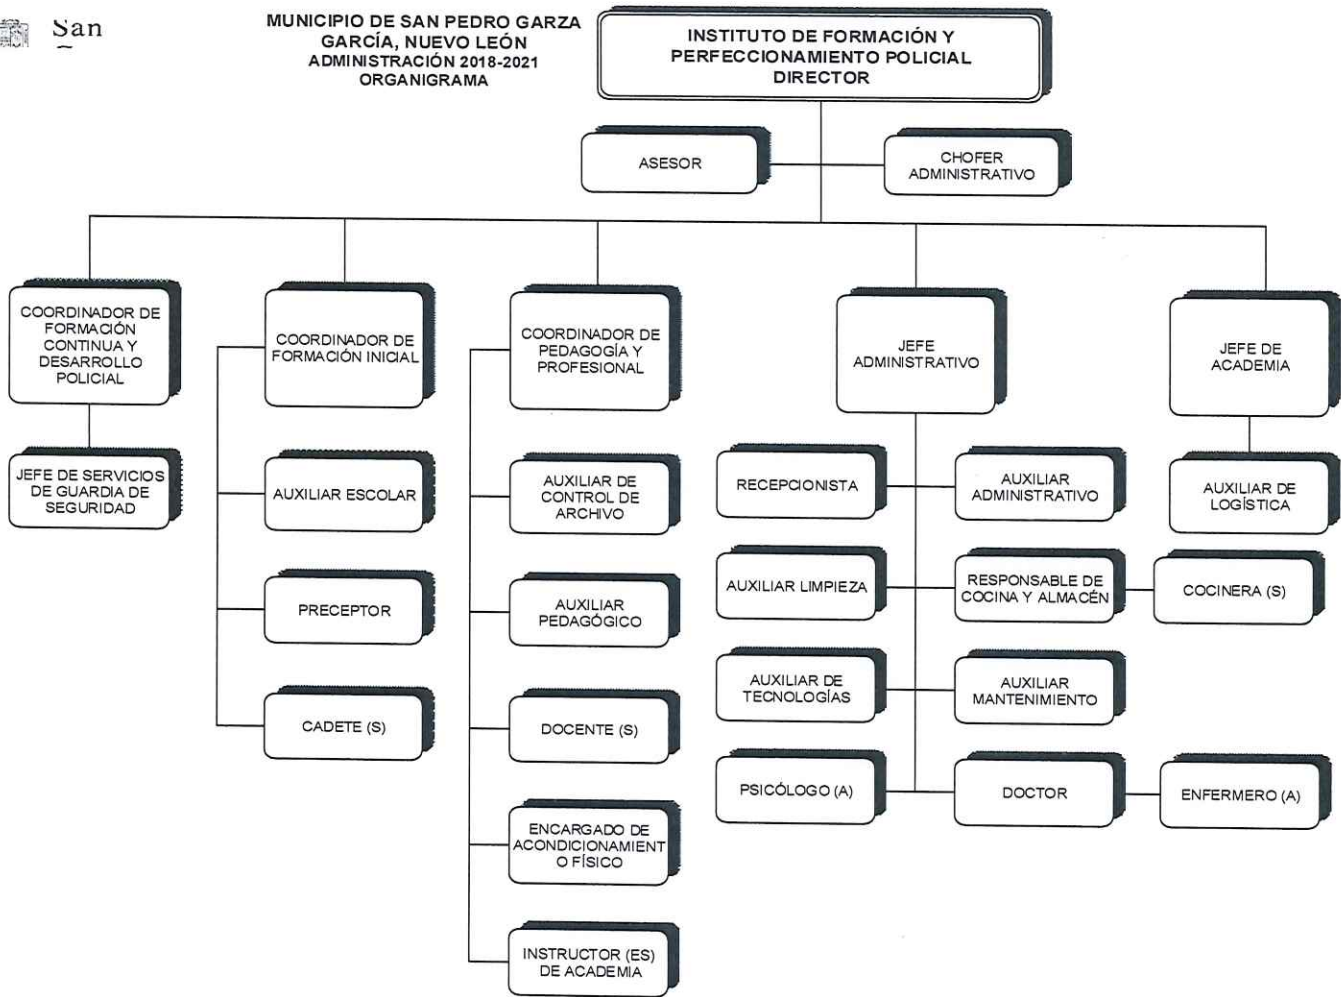 San
MUNICIPIO DE SAN PEDRO GARZA
GARCÍA, NUEVO LEÓN
ADMINISTRACIÓN 2018-2021
ORGANIGRAMA
INSTITUTO DE FORMACIÓN Y
PERFECCIONAMIENTO POLICIAL
DIRECTOR
ASESOR
CHOFER
ADMINISTRATIVO
COORDINADOR DE
FORMACIÓN
CONTINUA Y
DESARROLLO
POLICIAL
JEFE DE SERVICIOS
DE GUARDIA DE
SEGURIDAD
COORDINADOR DE
FORMACIÓN INICIAL
AUXILIAR ESCOLAR
PRECEPTOR
CADETE (S)
COORDINADOR DE
PEDAGOGÍA Y
PROFESIONAL
AUXILIAR DE
CONTROL DE
ARCHIVO
AUXILIAR
PEDAGÓGICO
DOCENTE (S)
ENCARGADO DE
ACONDICIONAMIENT
O FÍSICO
INSTRUCTOR (ES)
DE ACADEMIA
JEFE
ADMINISTRATIVO
RECEPCIONISTA
AUXILIAR
ADMINISTRATIVO
AUXILIAR LIMPIEZA
RESPONSABLE DE
COCINA Y ALMACÉN
COCINERA (S)
AUXILIAR DE
TECNOLOGÍAS
AUXILIAR
MANTENIMIENTO
PSICÓLOGO (A)
DOCTOR
ENFERMERO (A)
JEFE DE
ACADEMIA
AUXILIAR DE
LOGÍSTICA